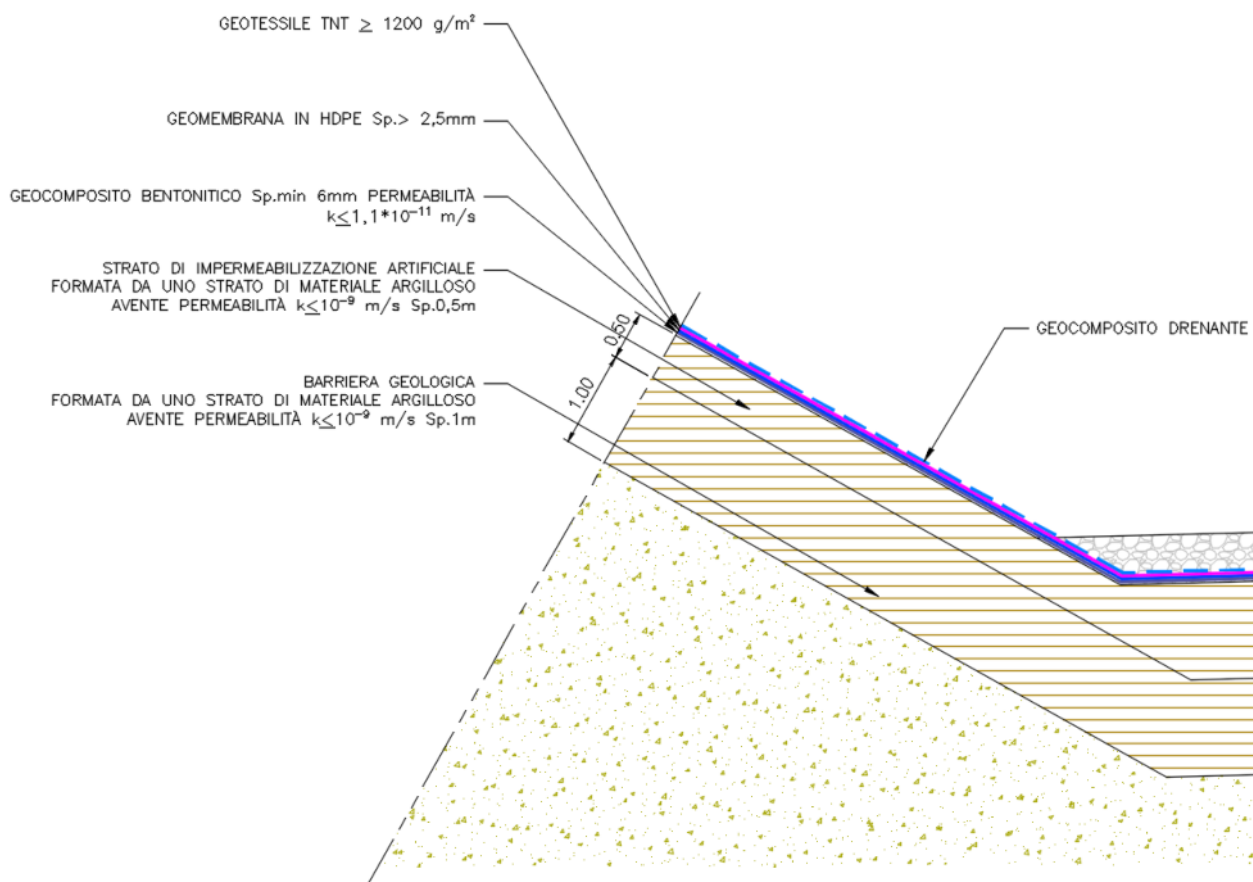 GEOTESSILE TNT ≥ 1200 g/m²
GEOMEMBRANA IN HDPE Sp.> 2,5mm
GEOCOMPOSITO BENTONITICO Sp.min 6mm PERMEABILITÀ
k≤1,1*10⁻¹¹ m/s
STRATO DI IMPERMEABILIZZAZIONE ARTIFICIALE
FORMATA DA UNO STRATO DI MATERIALE ARGILLOSO
AVENTE PERMEABILITÀ k≤10⁻⁹ m/s Sp.0,5m
BARRIERA GEOLOGICA
FORMATA DA UNO STRATO DI MATERIALE ARGILLOSO
AVENTE PERMEABILITÀ k≤10⁻⁹ m/s Sp.1m
0.50
1.00
GEOCOMPOSITO DRENANTE